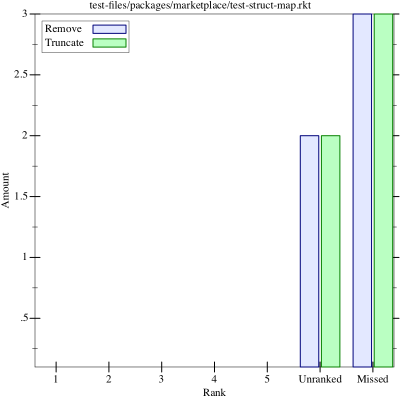 test-files/packages/marketplace/test-struct-map.rkt
Remove
Truncate
3
2.5
2
1.5
1
.5
Amount
1 2 3 4 5 Unranked Missed
Rank